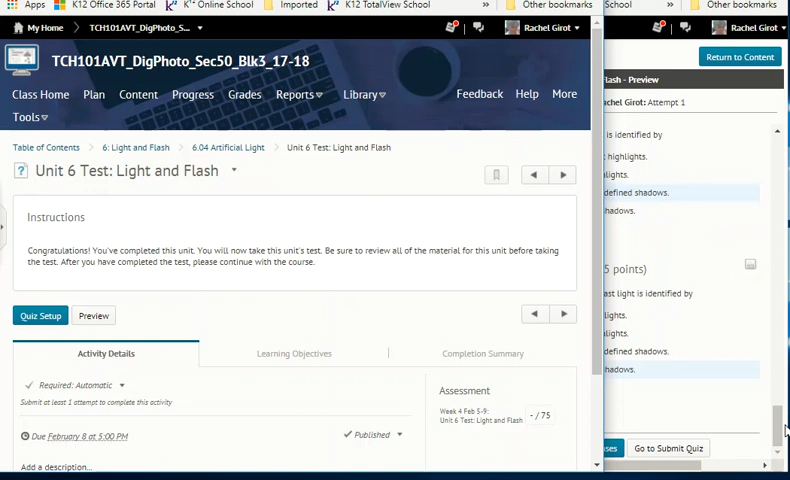 Apps K12 Office 365 Portal K¹² Online School Imported K12 TotalView School Other bookmarks
Other bookmarks
My Home TCH101AVT_DigPhoto_S... Rachel Girot
Rachel Girot
TCH101AVT_DigPhoto_Sec50_Blk3_17-18
Return to Content
Class Home Plan Content Progress Grades Reports Library Feedback Help More
Tools
lash - Preview
Rachel Girot: Attempt 1
Table of Contents 6: Light and Flash 6.04 Artificial Light Unit 6 Test: Light and Flash
Unit 6 Test: Light and Flash
Instructions
Congratulations! You've completed this unit. You will now take this unit's test. Be sure to review all of the material for this unit before taking
the test. After you have completed the test, please continue with the course.
Quiz Setup Preview
Activity Details Learning Objectives Completion Summary
Required: Automatic
Submit at least 1 attempt to complete this activity
Due February 8 at 5:00 PM
Published
Add a description...
Assessment
Week 4 Feb 5-9:
Unit 6 Test: Light and Flash
- / 75
is identified by
highlights.
lights.
defined shadows.
shadows.
5 points)
ast light is identified by
lights.
lights.
defined shadows.
hadows.
ses Go to Submit Quiz